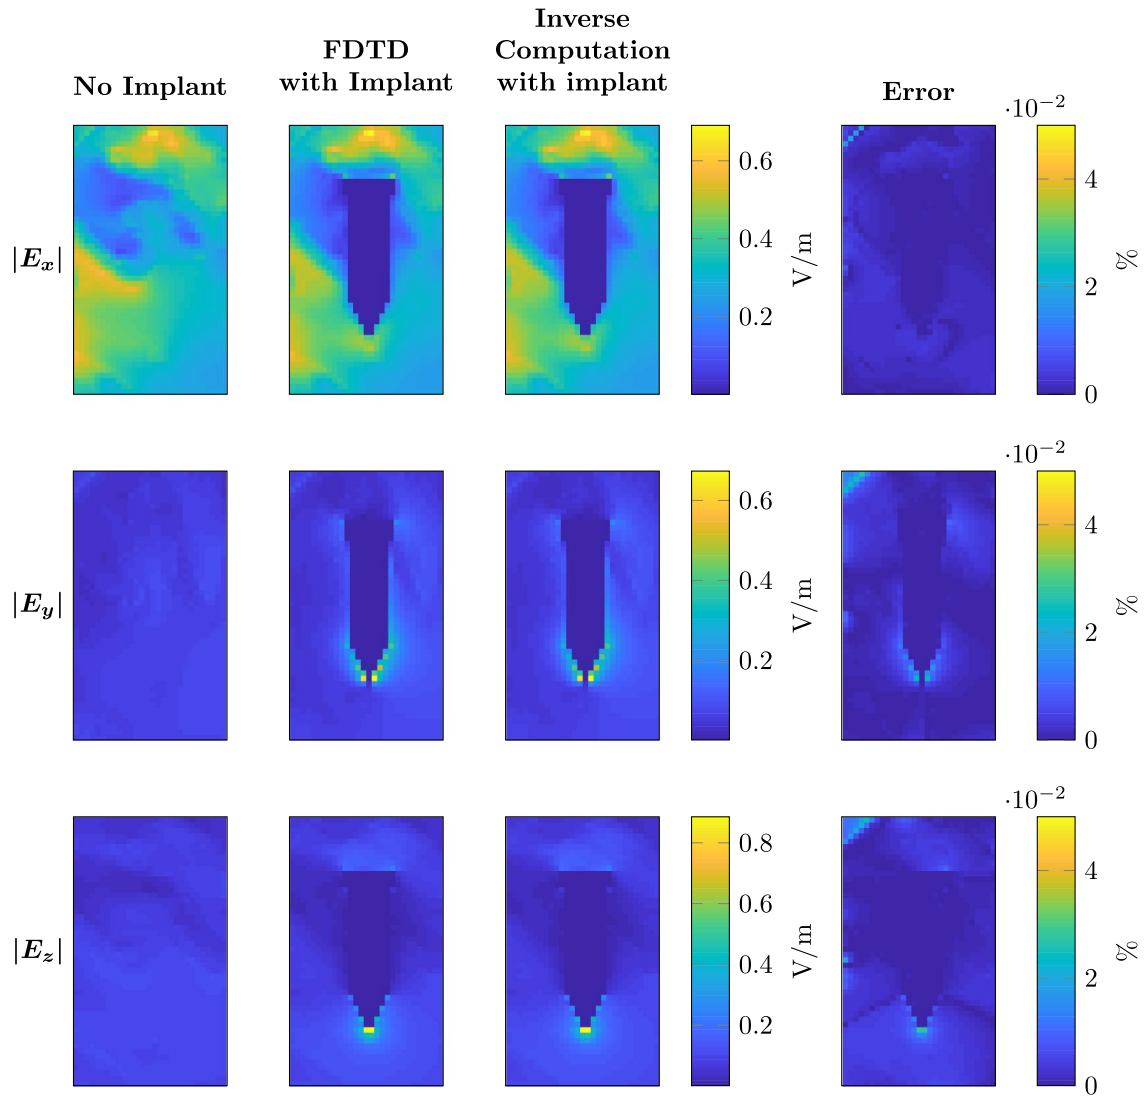 No Implant
FDTD
with Implant
Inverse
Computation
with implant
Error
|Eₓ|
0.6
0.4
0.2
V/m
·10⁻²
4
2
0
%
|E_y|
0.6
0.4
0.2
V/m
·10⁻²
4
2
0
%
|E_z|
0.8
0.6
0.4
0.2
V/m
·10⁻²
4
2
0
%